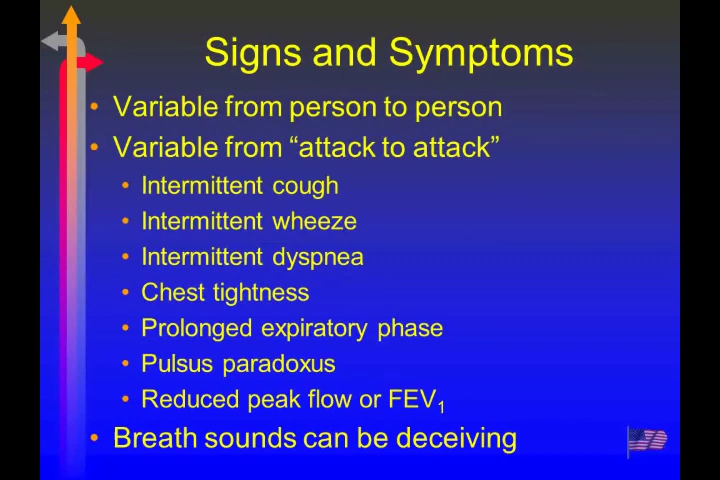 Signs and Symptoms
• Variable from person to person
• Variable from “attack to attack”
• Intermittent cough
• Intermittent wheeze
• Intermittent dyspnea
• Chest tightness
• Prolonged expiratory phase
• Pulsus paradoxus
• Reduced peak flow or FEV₁
• Breath sounds can be deceiving